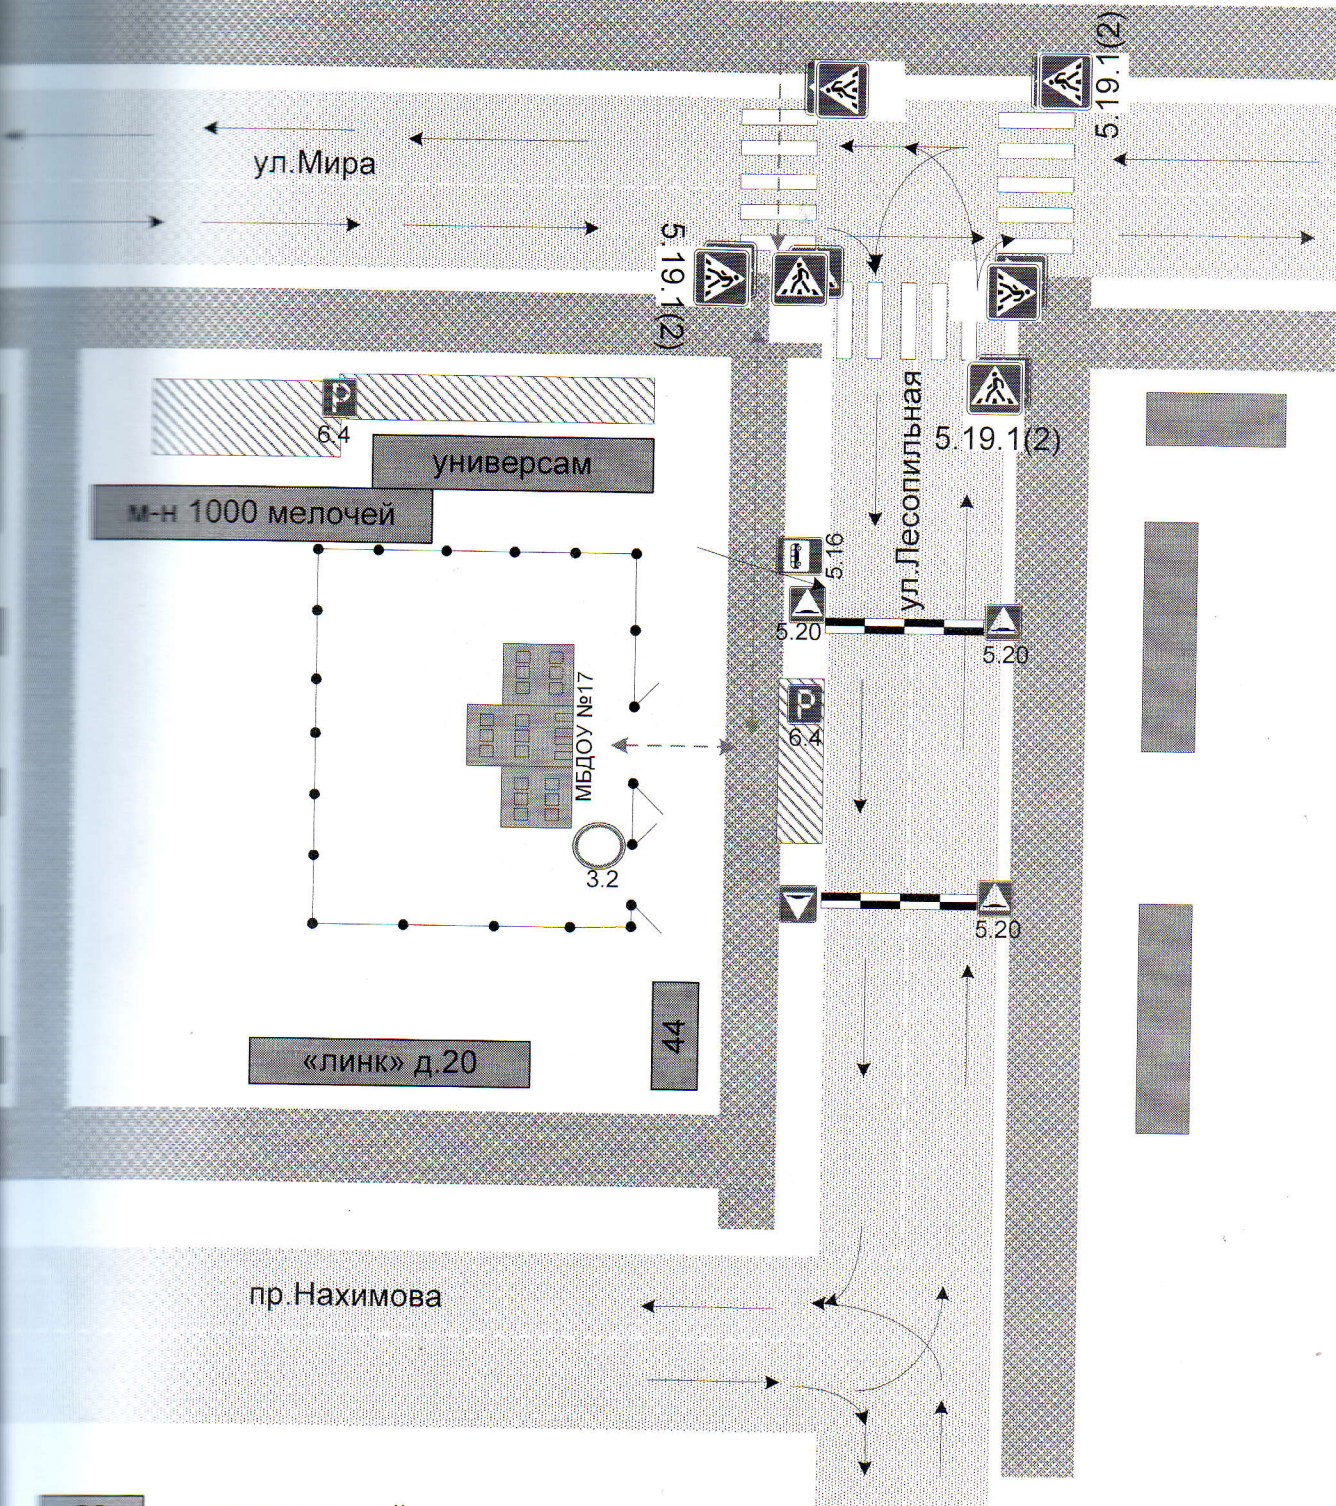 5.19.1(2)
ул.Мира
5.19.1(2)
P
6.4
ул.Лесопильная
5.19.1(2)
универсам
м-н 1000 мелочей
5.16
5.20
5.20
МБДОУ №17
P
6.4
3.2
5.20
44
«линк» д.20
пр.Нахимова